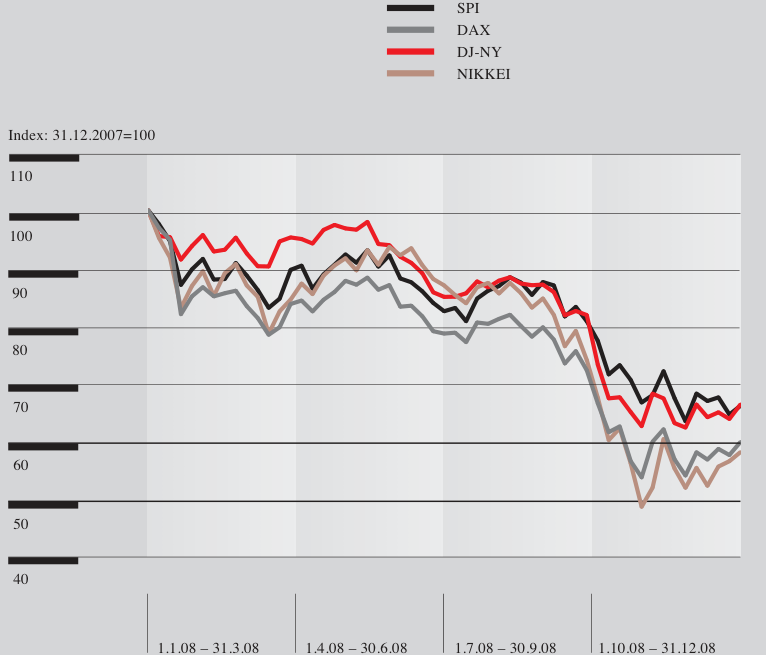 SPI
DAX
DJ-NY
NIKKEI
Index: 31.12.2007=100
110
100
90
80
70
60
50
40
1.1.08 – 31.3.08 1.4.08 – 30.6.08 1.7.08 – 30.9.08 1.10.08 – 31.12.08